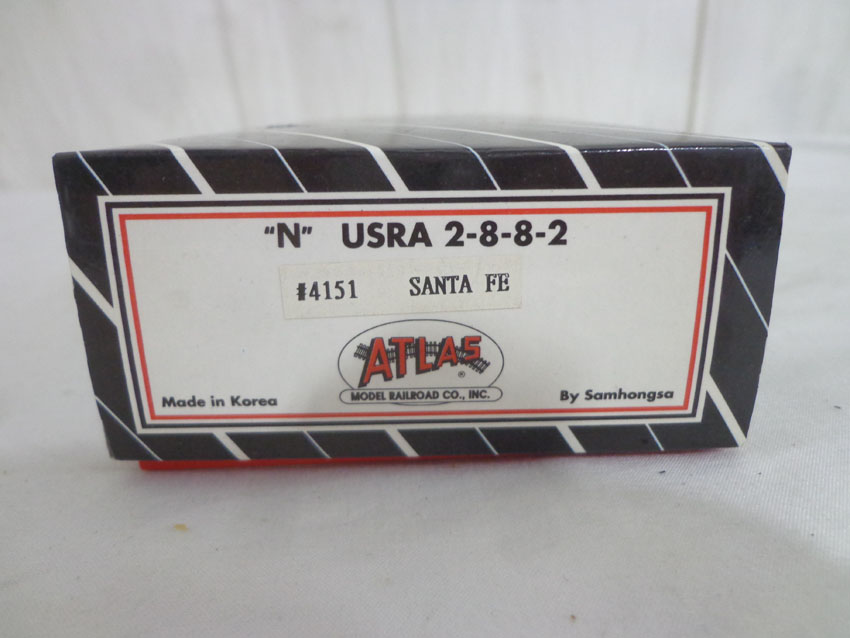 "N" USRA 2-8-8-2
#4151 SANTA FE
ATLAS ®
MODEL RAILROAD CO., INC.
Made in Korea
By Samhongsa